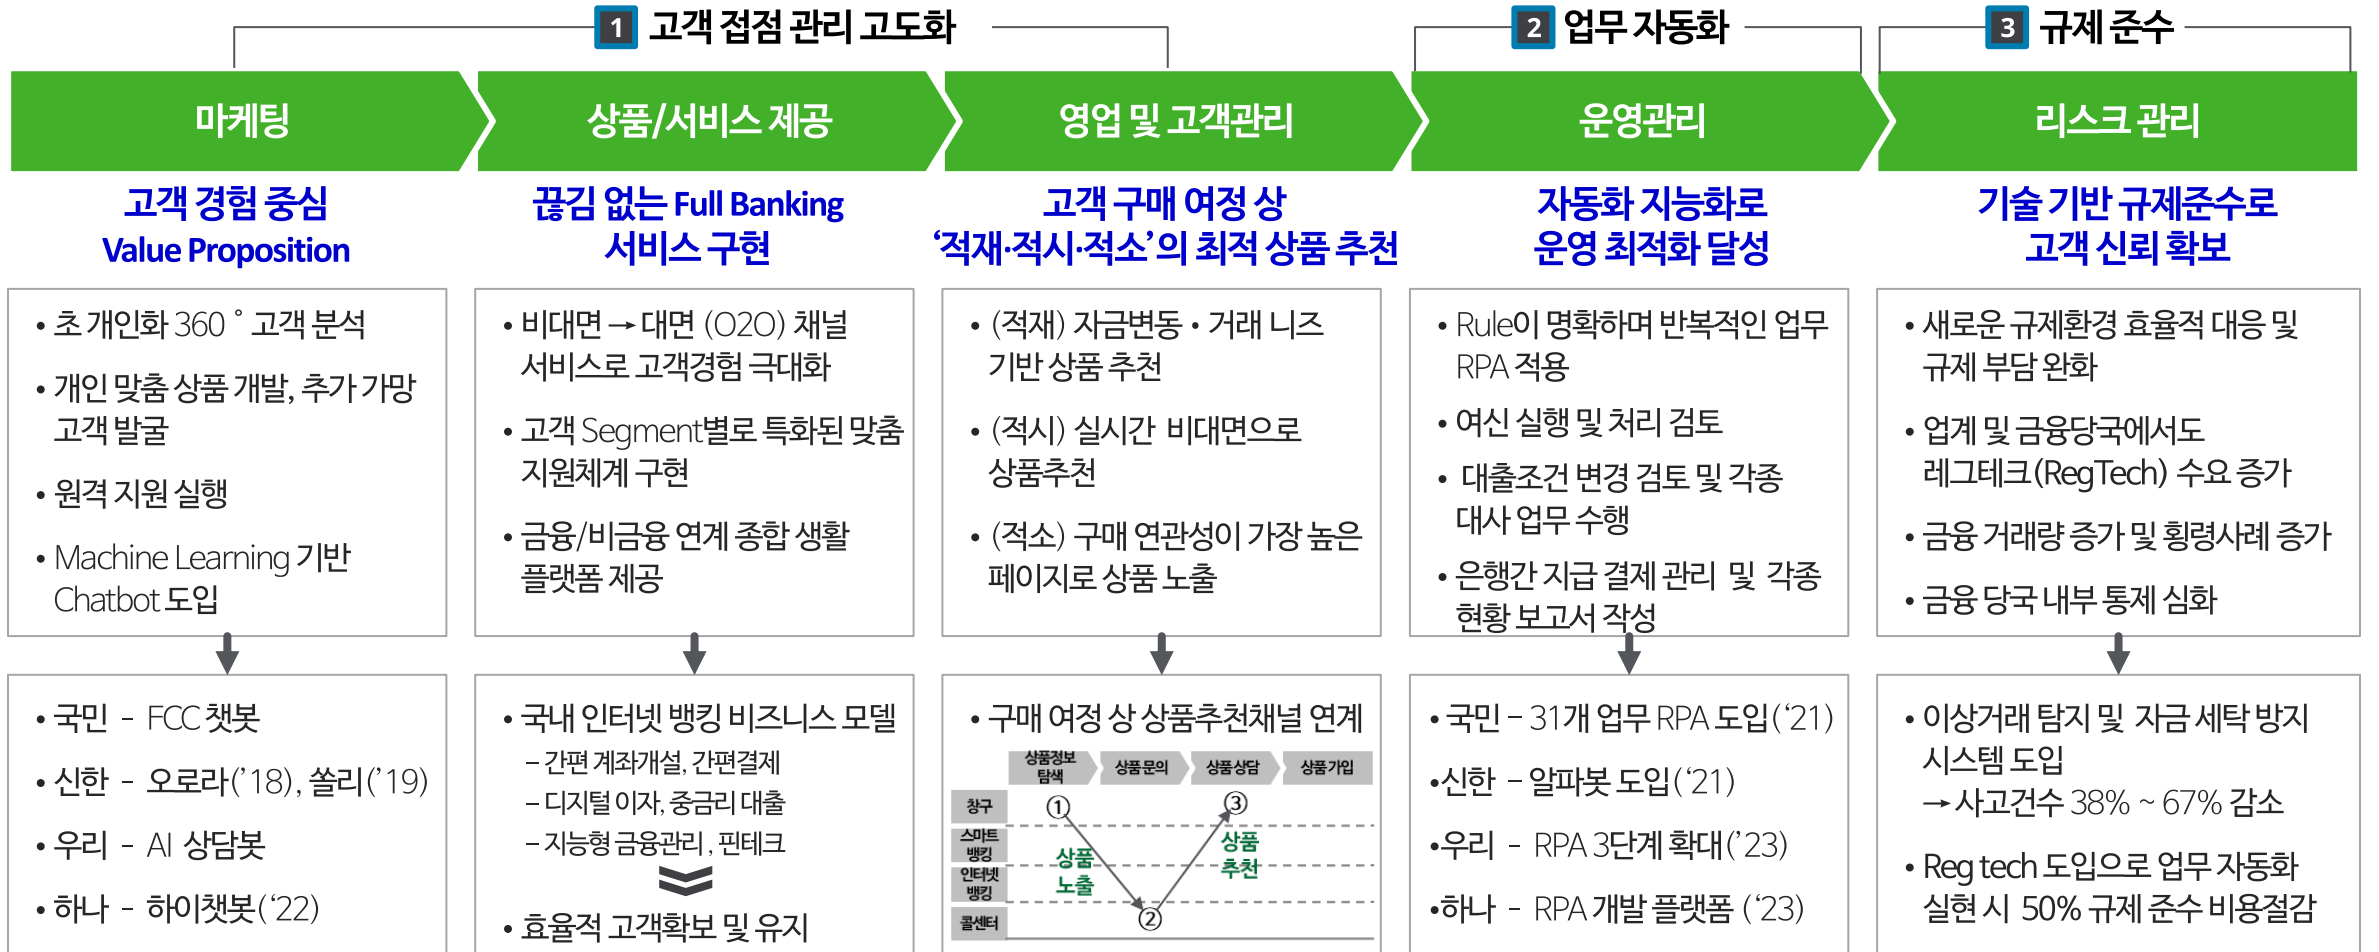 1 고객 접점 관리 고도화
2 업무 자동화
3 규제 준수
마케팅
상품/서비스 제공
영업 및 고객관리
운영관리
리스크 관리
고객 경험 중심
Value Proposition
끊김 없는 Full Banking
서비스 구현
고객 구매 여정 상
‘적재·적시·적소’의 최적 상품 추천
자동화 지능화로
운영 최적화 달성
기술 기반 규제준수로
고객 신뢰 확보
• 초 개인화 360 ˚ 고객 분석
• 개인 맞춤 상품 개발, 추가 가망
고객 발굴
• 원격 지원 실행
• Machine Learning 기반
Chatbot 도입
• 비대면 → 대면 (O2O) 채널
서비스로 고객경험 극대화
• 고객 Segment별로 특화된 맞춤
지원체계 구현
• 금융/비금융 연계 종합 생활
플랫폼 제공
• (적재) 자금변동 · 거래 니즈
기반 상품 추천
• (적시) 실시간 비대면으로
상품추천
• (적소) 구매 연관성이 가장 높은
페이지로 상품 노출
• Rule이 명확하며 반복적인 업무
RPA 적용
• 여신 실행 및 처리 검토
• 대출조건 변경 검토 및 각종
대사 업무 수행
• 은행간 지급 결제 관리 및 각종
현황 보고서 작성
• 새로운 규제환경 효율적 대응 및
규제 부담 완화
• 업계 및 금융당국에서도
레그테크(RegTech) 수요 증가
• 금융 거래량 증가 및 횡령사례 증가
• 금융 당국 내부 통제 심화
• 국민 – FCC 챗봇
• 신한 – 오로라(’18), 쏠리(’19)
• 우리 – AI 상담봇
• 하나 – 하이챗봇(‘22)
• 국내 인터넷 뱅킹 비즈니스 모델
– 간편 계좌개설, 간편결제
– 디지털 이자, 중금리 대출
– 지능형 금융관리 , 핀테크
• 효율적 고객확보 및 유지
• 구매 여정 상 상품추천채널 연계
상품정보
탐색
상품 문의
상품 상담
상품 가입
창구
스마트
뱅킹
인터넷
뱅킹
콜센터
①
③
②
상품
노출
상품
추천
• 국민 – 31개 업무 RPA 도입(‘21)
•신한 – 알파봇 도입(‘21)
•우리 – RPA 3단계 확대(’23)
•하나 – RPA 개발 플랫폼 (‘23)
• 이상거래 탐지 및 자금 세탁 방지
시스템 도입
→ 사고건수 38% ~ 67% 감소
• Reg tech 도입으로 업무 자동화
실현 시 50% 규제 준수 비용절감